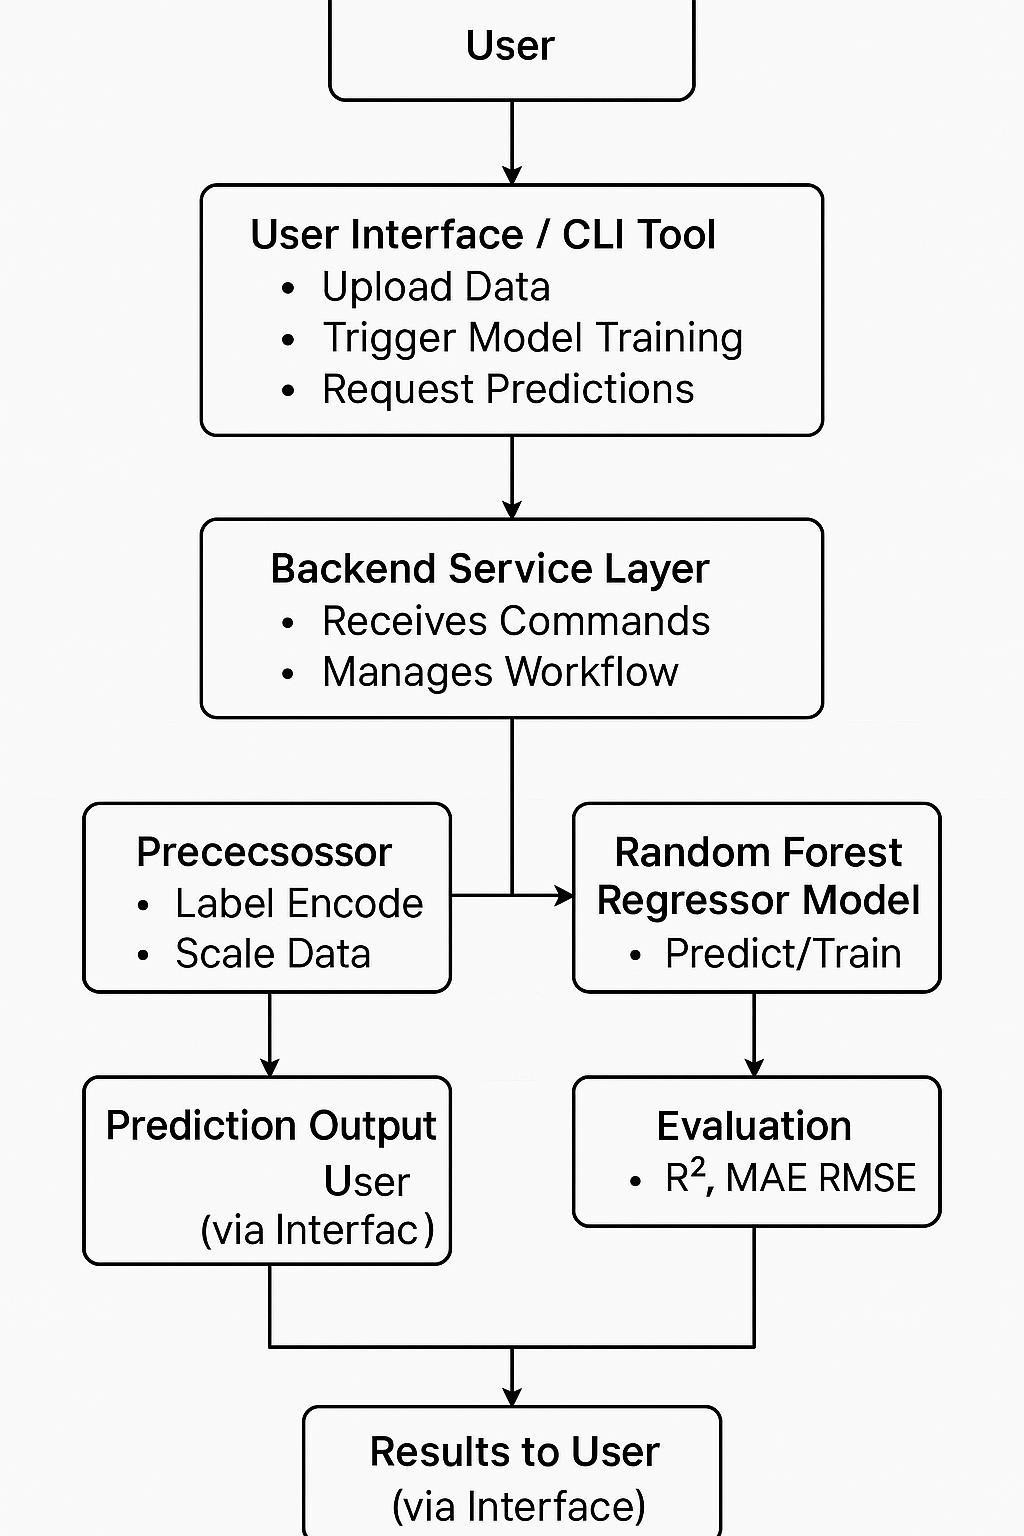 User
User Interface / CLI Tool
• Upload Data
• Trigger Model Training
• Request Predictions
Backend Service Layer
• Receives Commands
• Manages Workflow
Prececsossor
• Label Encode
• Scale Data
Random Forest
Regressor Model
• Predict/Train
Prediction Output
User
(via Interfac)
Evaluation
• R², MAE RMSE
Results to User
(via Interface)